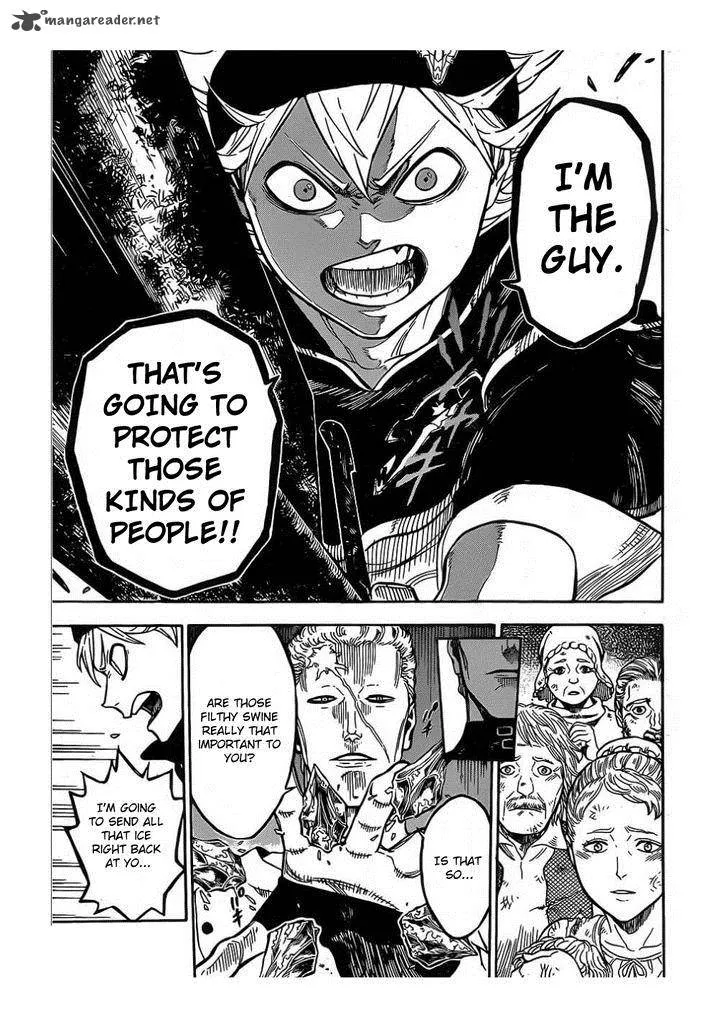 mangareader.net
I'M
THE
GUY.
THAT'S
GOING TO
PROTECT
THOSE
KINDS OF
PEOPLE!!
IS THAT
SO...
ARE THOSE
FILTHY SWINE
REALLY THAT
IMPORTANT TO
YOU?
I'M GOING
TO SEND ALL
THAT ICE
RIGHT BACK
AT YO...